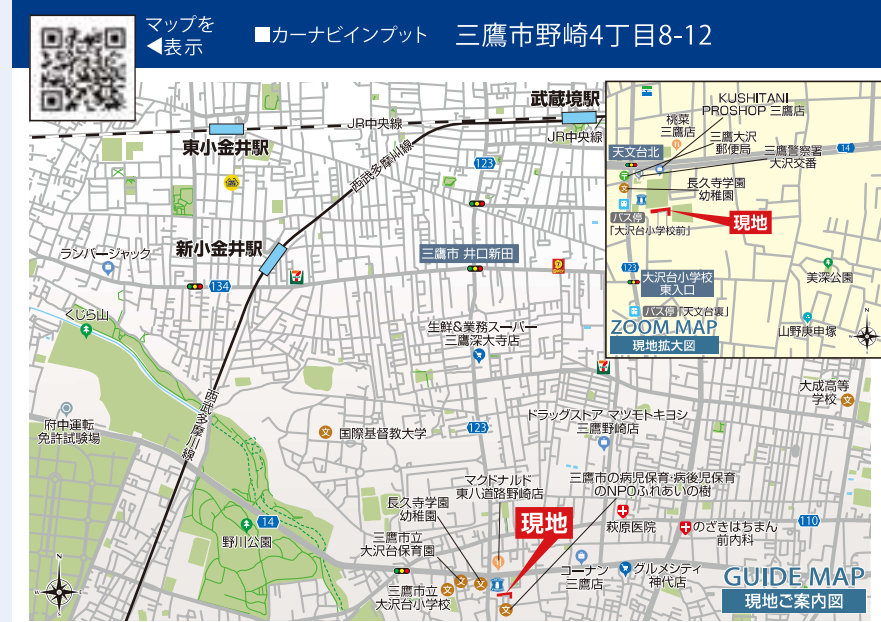 マップを
◀表示
■カーナビインプット 三鷹市野崎4丁目8-12
武蔵境駅
JR中央線
JR中央線
東小金井駅
西武多摩川線
123
新小金井駅
ランバージャック
134
三鷹市 井口新田
くじら山
生鮮&業務スーパー
三鷹深大寺店
西武多摩川線
府中運転
免許試験場
文 国際基督教大学
123
ドラッグストア マツモトキヨシ
三鷹野崎店
大成高等
学校 文
マクドナルド
東八道路野崎店
三鷹市の病児保育・病後児保育
のNPOふれあいの樹
長久寺学園
幼稚園
現地
萩原医院
のざきはちまん
前内科
110
14
野川公園
三鷹市立
大沢台保育園
三鷹市立
大沢台小学校
文
文
文
文
コーナン
三鷹店
グルメシティ
神代店
GUIDE MAP
現地ご案内図
N
W
E
S
KUSHITANI
PROSHOP 三鷹店
桃菜
三鷹店
三鷹大沢
郵便局
三鷹警察署
大沢交番
14
天文台北
文
長久寺学園
幼稚園
バス停
「大沢台小学校前」
現地
123
大沢台小学校
東入口
美深公園
バス停「天文台裏」
山野庚申塚
ZOOM MAP
現地拡大図
N